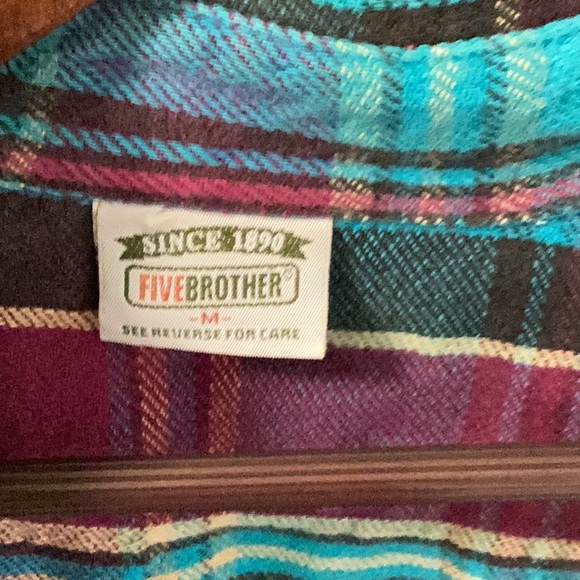 SINCE 1890
FIVEBROTHER®
-M-
SEE REVERSE FOR CARE